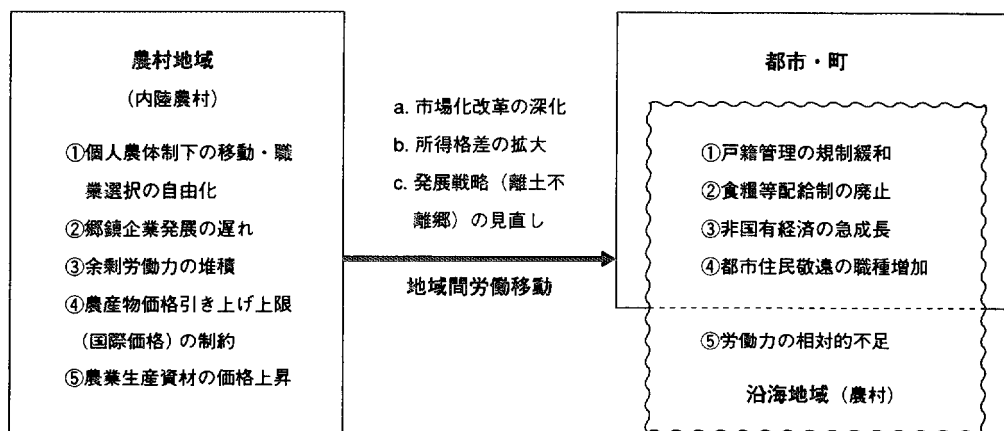 農村地域
(内陸農村)
①個人農体制下の移動・職
業選択の自由化
②郷鎮企業発展の遅れ
③余剰労働力の堆積
④農産物価格引き上げ上限
(国際価格)の制約
⑤農業生産資材の価格上昇
a. 市場化改革の深化
b. 所得格差の拡大
c. 発展戦略(離土不
離郷)の見直し
地域間労働移動
都市・町
①戸籍管理の規制緩和
②食糧等配給制の廃止
③非国有経済の急成長
④都市住民敬遠の職種増加
⑤労働力の相対的不足
沿海地域(農村)